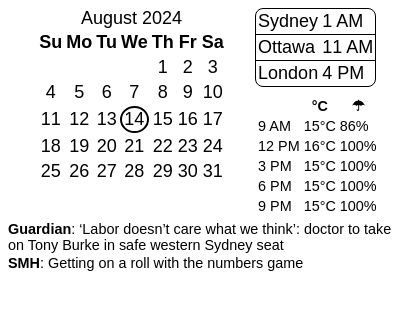 August 2024
Su Mo Tu We Th Fr Sa
1 2 3
4 5 6 7 8 9 10
11 12 13 14 15 16 17
18 19 20 21 22 23 24
25 26 27 28 29 30 31
Sydney 1 AM
Ottawa 11 AM
London 4 PM
°C ☂
9 AM 15°C 86%
12 PM 16°C 100%
3 PM 15°C 100%
6 PM 15°C 100%
9 PM 15°C 100%
Guardian: ‘Labor doesn’t care what we think’: doctor to take
on Tony Burke in safe western Sydney seat
SMH: Getting on a roll with the numbers game